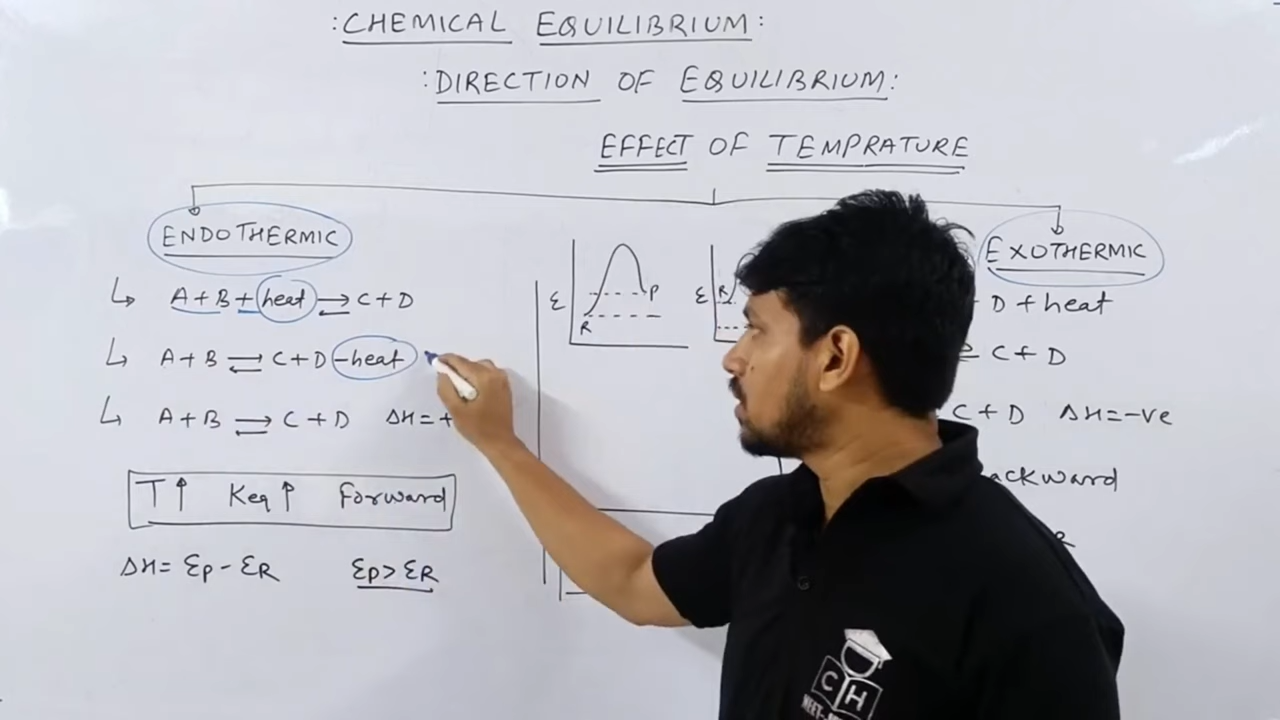 :CHEMICAL EQUILIBRIUM:
:DIRECTION OF EQUILIBRIUM:
EFFECT OF TEMPRATURE
ENDOTHERMIC
A+B+heat ⇌ C+D
A+B ⇌ C+D -heat
A+B ⇌ C+D ΔH=+
T↑ Keq↑ Forward
ΔH= Ep - ER Ep > ER
E R P
E R
EXOTHERMIC
D + heat
⇌ C+D
C+D ΔH=-ve
ackward
R
CH